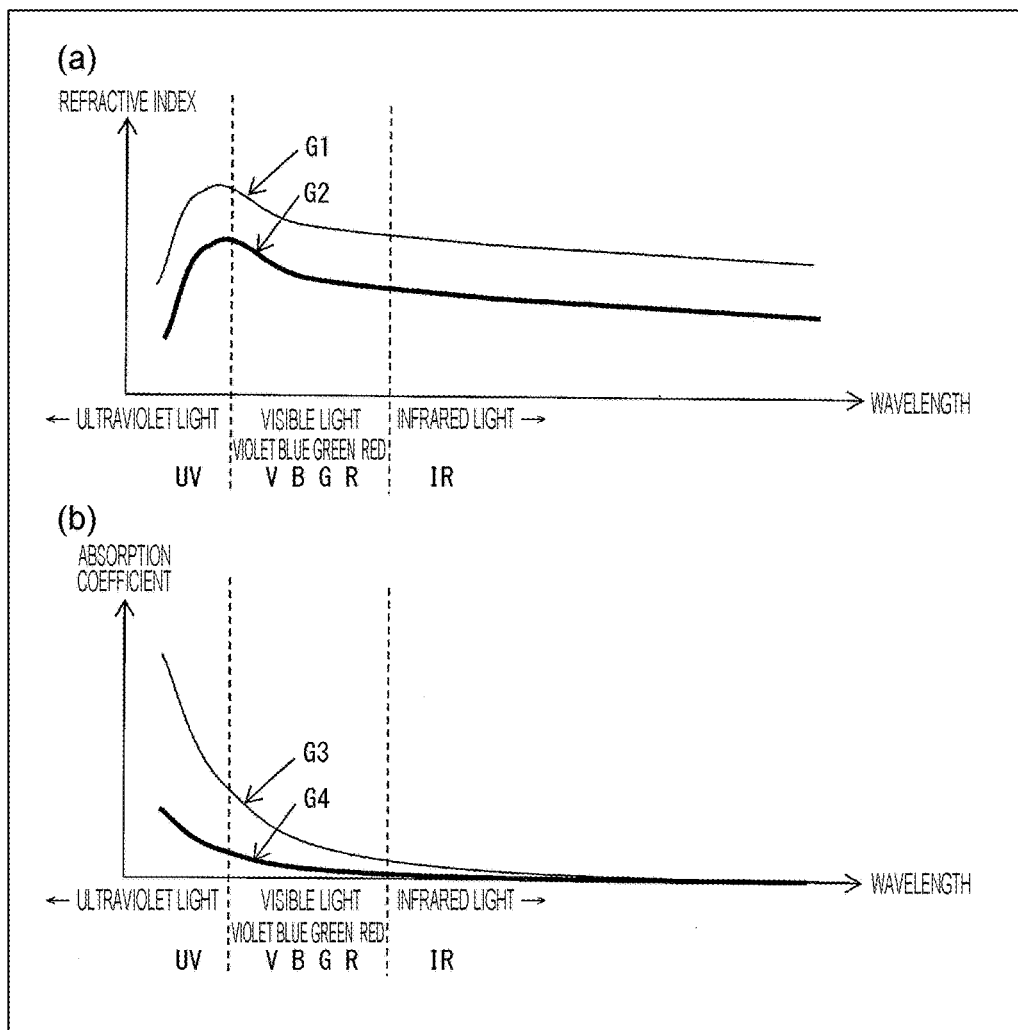 (a)
REFRACTIVE INDEX
G1
G2
WAVELENGTH
← ULTRAVIOLET LIGHT VISIBLE LIGHT INFRARED LIGHT →
VIOLET BLUE GREEN RED
UV V B G R IR
(b)
ABSORPTION
COEFFICIENT
G3
G4
WAVELENGTH
← ULTRAVIOLET LIGHT VISIBLE LIGHT INFRARED LIGHT →
VIOLET BLUE GREEN RED
UV V B G R IR